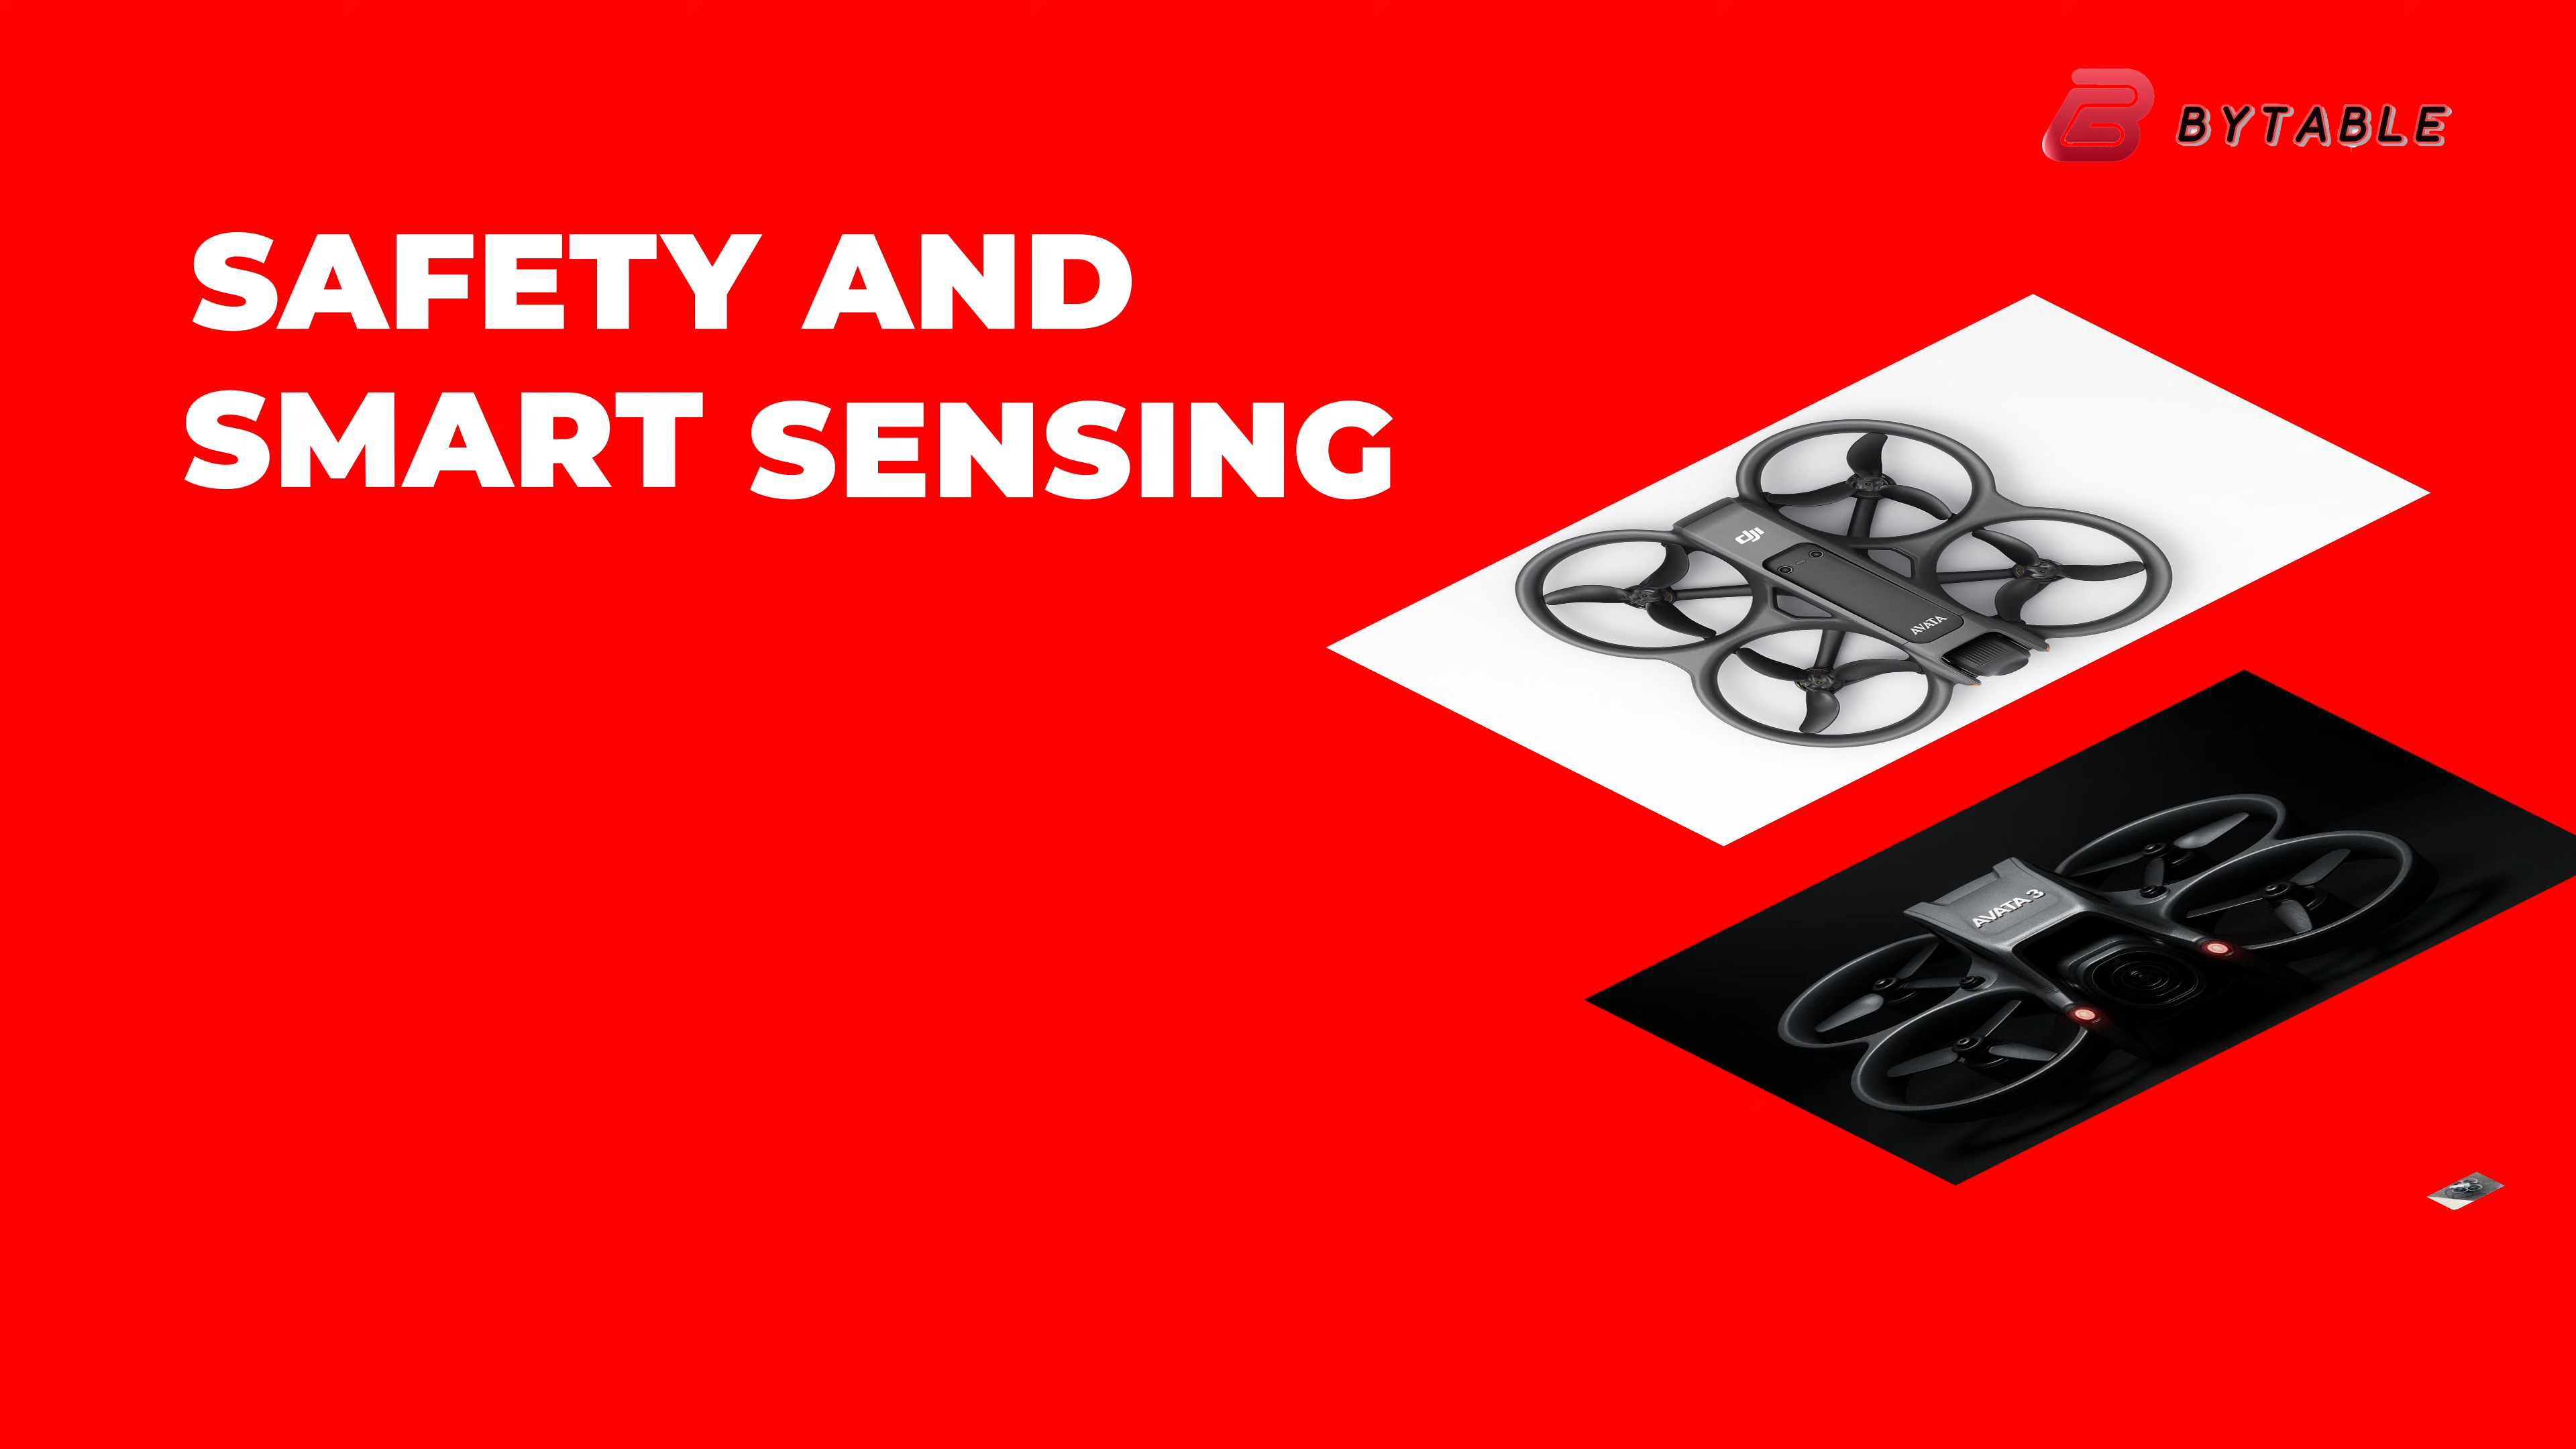 BYTABLE
SAFETY AND
SMART SENSING
dji
AVATA
AVATA 3